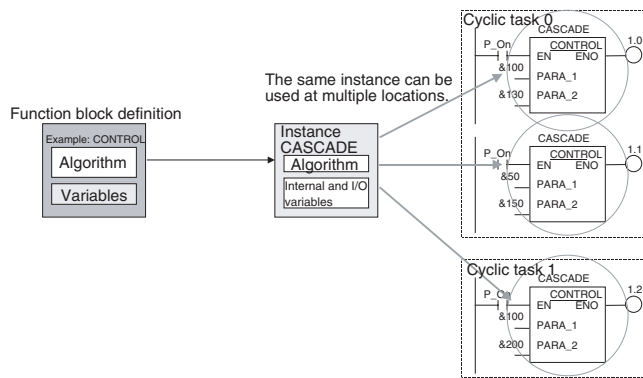 Function block definition
Example: CONTROL
Algorithm
Variables
The same instance can be
used at multiple locations.
Instance
CASCADE
Algorithm
Internal and I/O
variables
Cyclic task 0
CASCADE
P_On
CONTROL
1.0
EN
ENO
&100
PARA_1
&130
PARA_2
CASCADE
P_On
CONTROL
1.1
EN
ENO
&50
PARA_1
&150
PARA_2
Cyclic task 1
CASCADE
P_On
CONTROL
1.2
EN
ENO
&100
PARA_1
&200
PARA_2